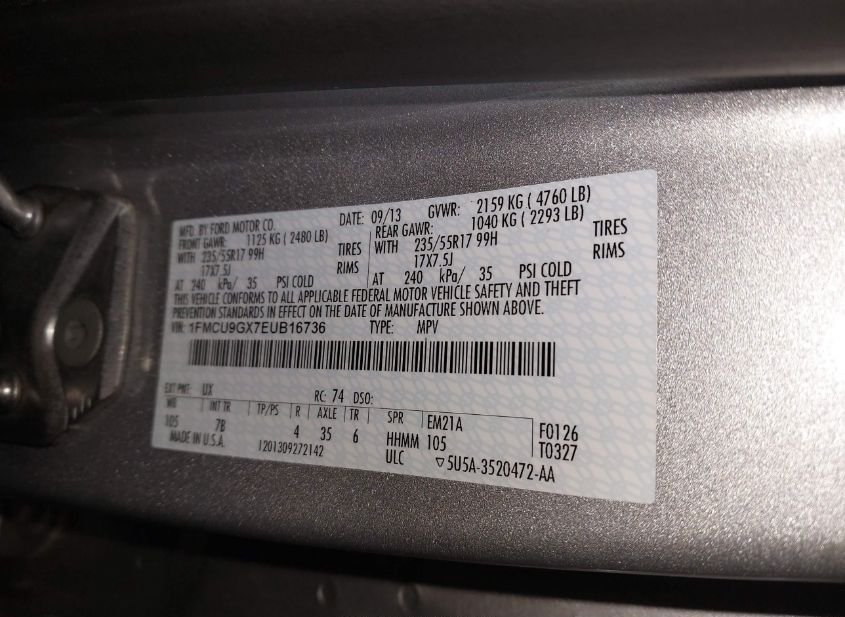 MFD. BY FORD MOTOR CO. DATE: 09/13 GVWR: 2159 KG ( 4760 LB)
FRONT GAWR: 1125 KG ( 2480 LB) REAR GAWR: 1040 KG ( 2293 LB)
WITH 235/55R17 99H TIRES WITH 235/55R17 99H TIRES
17X7.5J RIMS 17X7.5J RIMS
AT 240 kPa/ 35 PSI COLD AT 240 kPa/ 35 PSI COLD
THIS VEHICLE CONFORMS TO ALL APPLICABLE FEDERAL MOTOR VEHICLE SAFETY AND THEFT
PREVENTION STANDARDS IN EFFECT ON THE DATE OF MANUFACTURE SHOWN ABOVE.
VIN: 1FMCU9GX7EUB16736 TYPE: MPV
EXT PNT: UX RC: 74 DSO:
WB INT TR TP/PS R AXLE TR SPR EM21A F0126
105 7B 4 35 6 HHMM 105 T0327
MADE IN U.S.A. 1201309272142 ULC ▽5U5A-3520472-AA